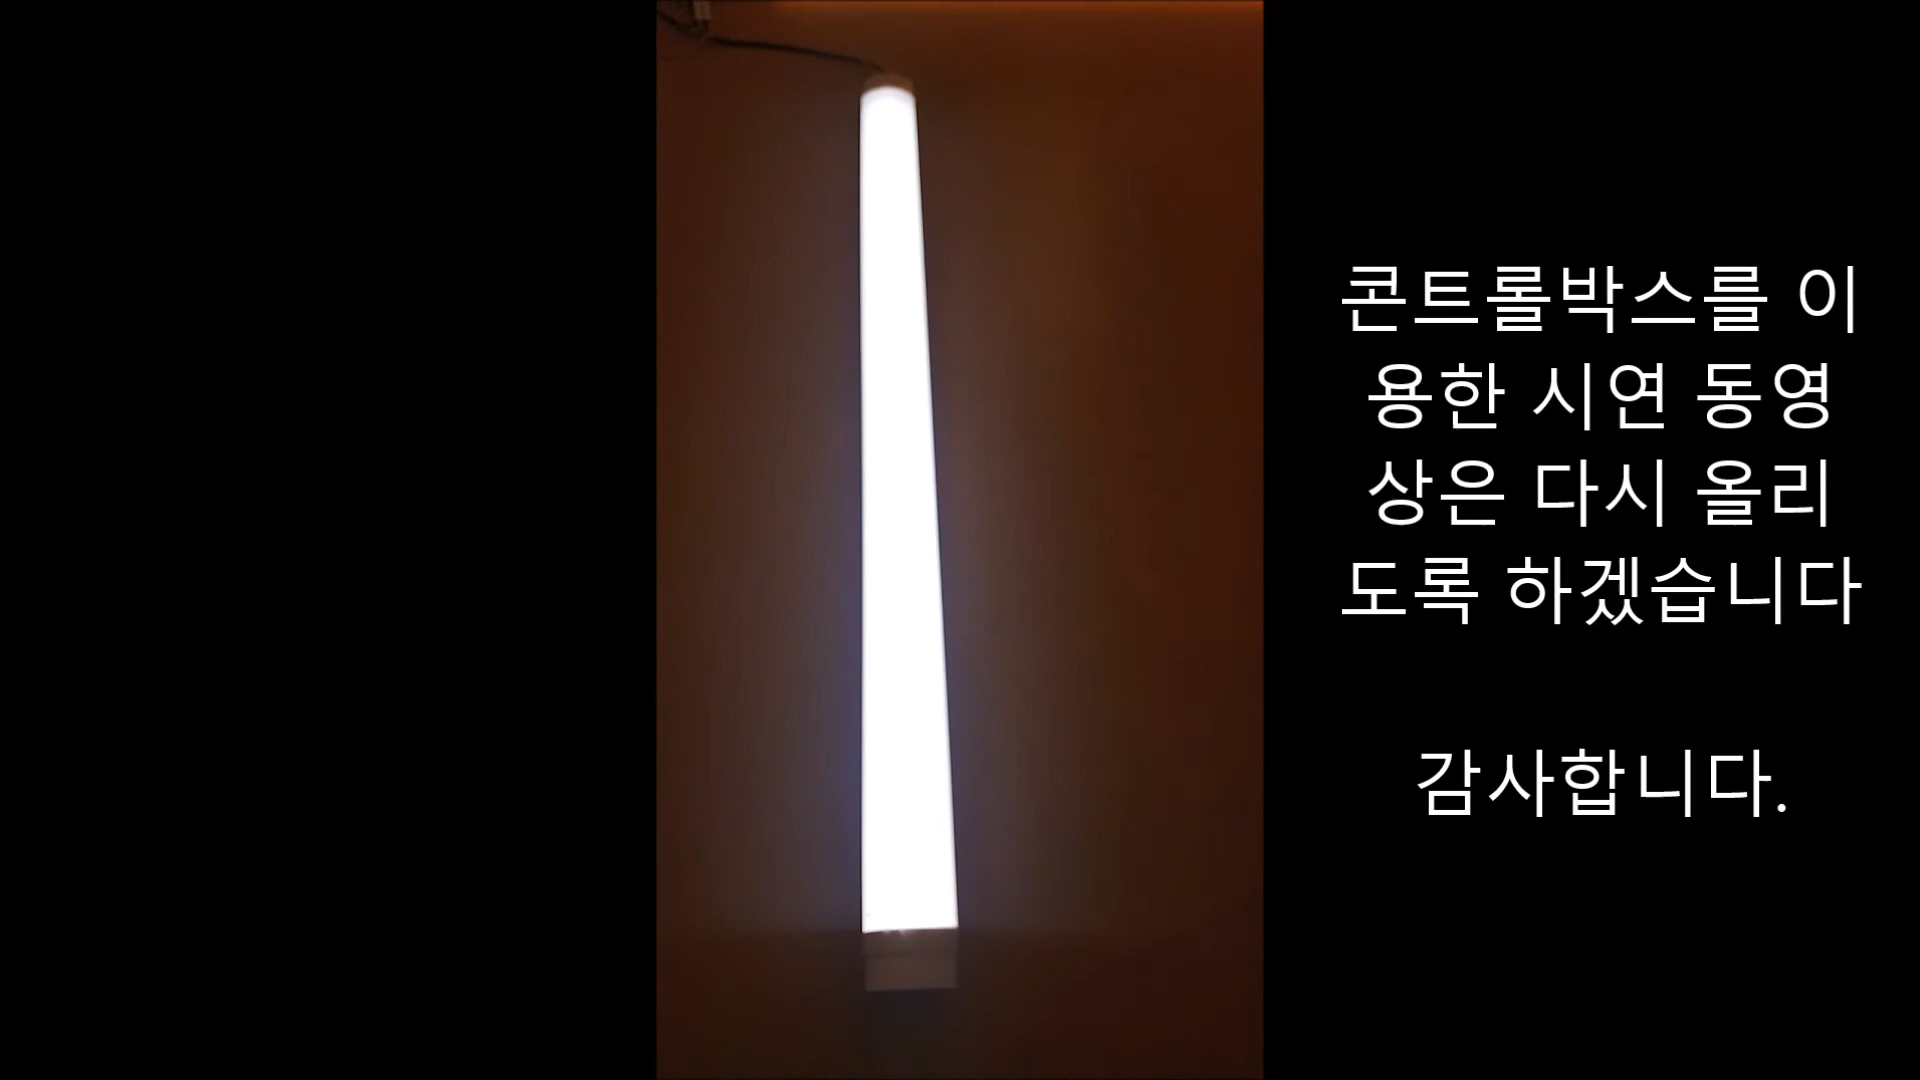 콘트롤박스를 이
용한 시연 동영
상은 다시 올리
도록 하겠습니다
감사합니다.